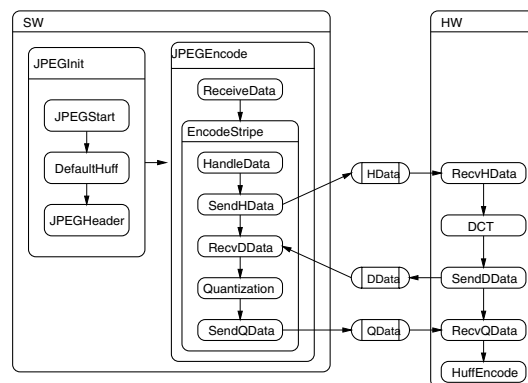 SW
HW
JPEGInit
JPEGStart
DefaultHuff
JPEGHeader
JPEGEncode
ReceiveData
EncodeStripe
HandleData
SendHData
RecvDData
Quantization
SendQData
HData
DData
QData
RecvHData
DCT
SendDData
RecvQData
HuffEncode